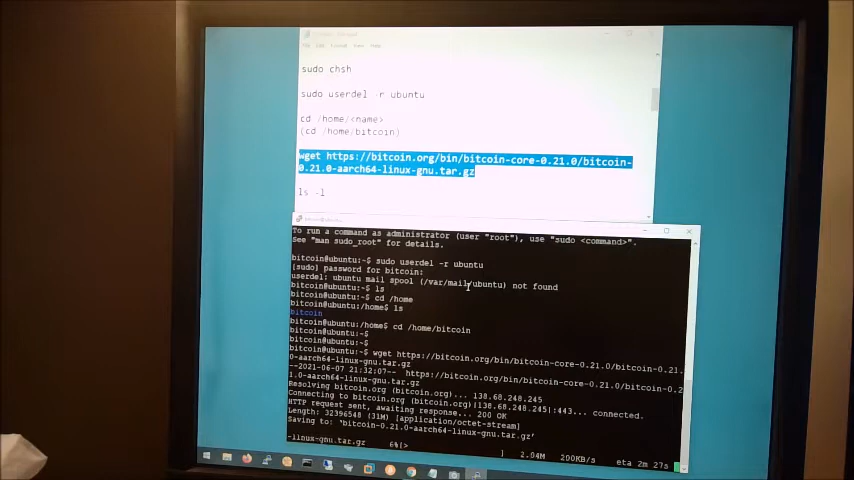 sudo chsh
sudo userdel -r ubuntu
cd /home/<name>
(cd /home/bitcoin)
wget https://bitcoin.org/bin/bitcoin-core-0.21.0/bitcoin-
0.21.0-aarch64-linux-gnu.tar.gz
ls -l
To run a command as administrator (user "root"), use "sudo <command>".
See "man sudo_root" for details.
bitcoin@ubuntu:~$ sudo userdel -r ubuntu
[sudo] password for bitcoin:
userdel: ubuntu mail spool (/var/mail/ubuntu) not found
bitcoin@ubuntu:~$ ls
bitcoin@ubuntu:~$ cd /home
bitcoin@ubuntu:/home$ ls
bitcoin
bitcoin@ubuntu:/home$ cd /home/bitcoin
bitcoin@ubuntu:~$
bitcoin@ubuntu:~$
bitcoin@ubuntu:~$ wget https://bitcoin.org/bin/bitcoin-core-0.21.0/bitcoin-0.21.
0-aarch64-linux-gnu.tar.gz
--2021-06-07 21:32:07-- https://bitcoin.org/bin/bitcoin-core-0.21.0/bitcoin-0.2
1.0-aarch64-linux-gnu.tar.gz
Resolving bitcoin.org (bitcoin.org)... 138.68.248.245
Connecting to bitcoin.org (bitcoin.org)|138.68.248.245|:443... connected.
HTTP request sent, awaiting response... 200 OK
Length: 32396548 (31M) [application/octet-stream]
Saving to: ‘bitcoin-0.21.0-aarch64-linux-gnu.tar.gz’
-linux-gnu.tar.gz 6%[> ] 2.04M 200KB/s eta 2m 27s